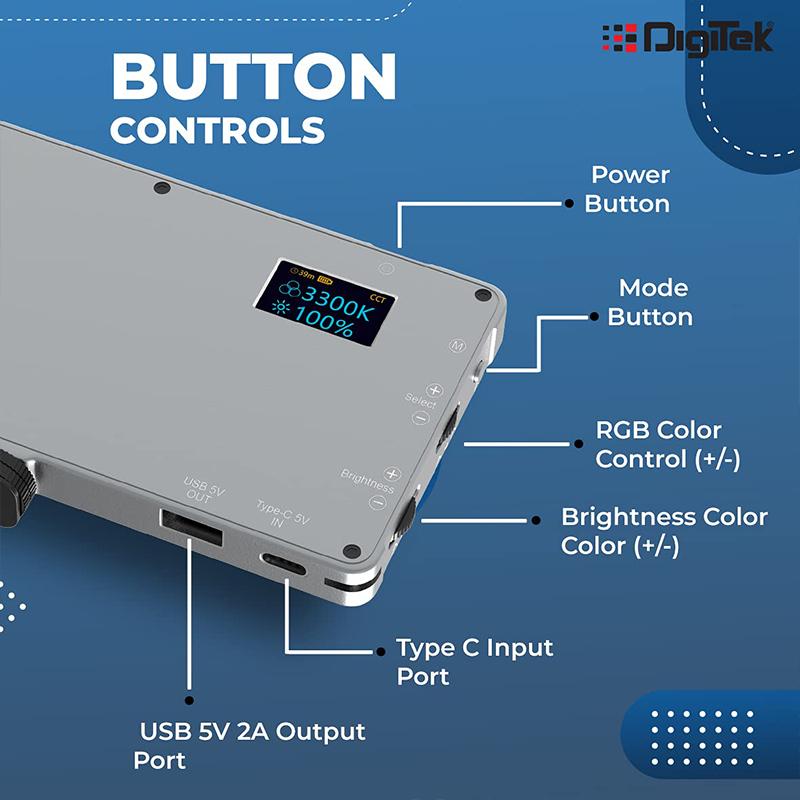 DIGITEK
BUTTON
CONTROLS
Power
Button
39m
CCT
3300K
100%
Mode
Button
M
Select
RGB Color
Control (+/-)
Brightness
Brightness Color
Color (+/-)
USB 5V
OUT
Type-C 5V
IN
Type C Input
Port
USB 5V 2A Output
Port